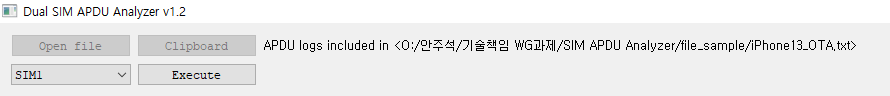 Dual SIM APDU Analyzer v1.2
Open file Clipboard APDU logs included in <O:/안주석/기술책임 WG과제/SIM APDU Analyzer/file_sample/iPhone13_OTA.txt>
SIM1 Execute